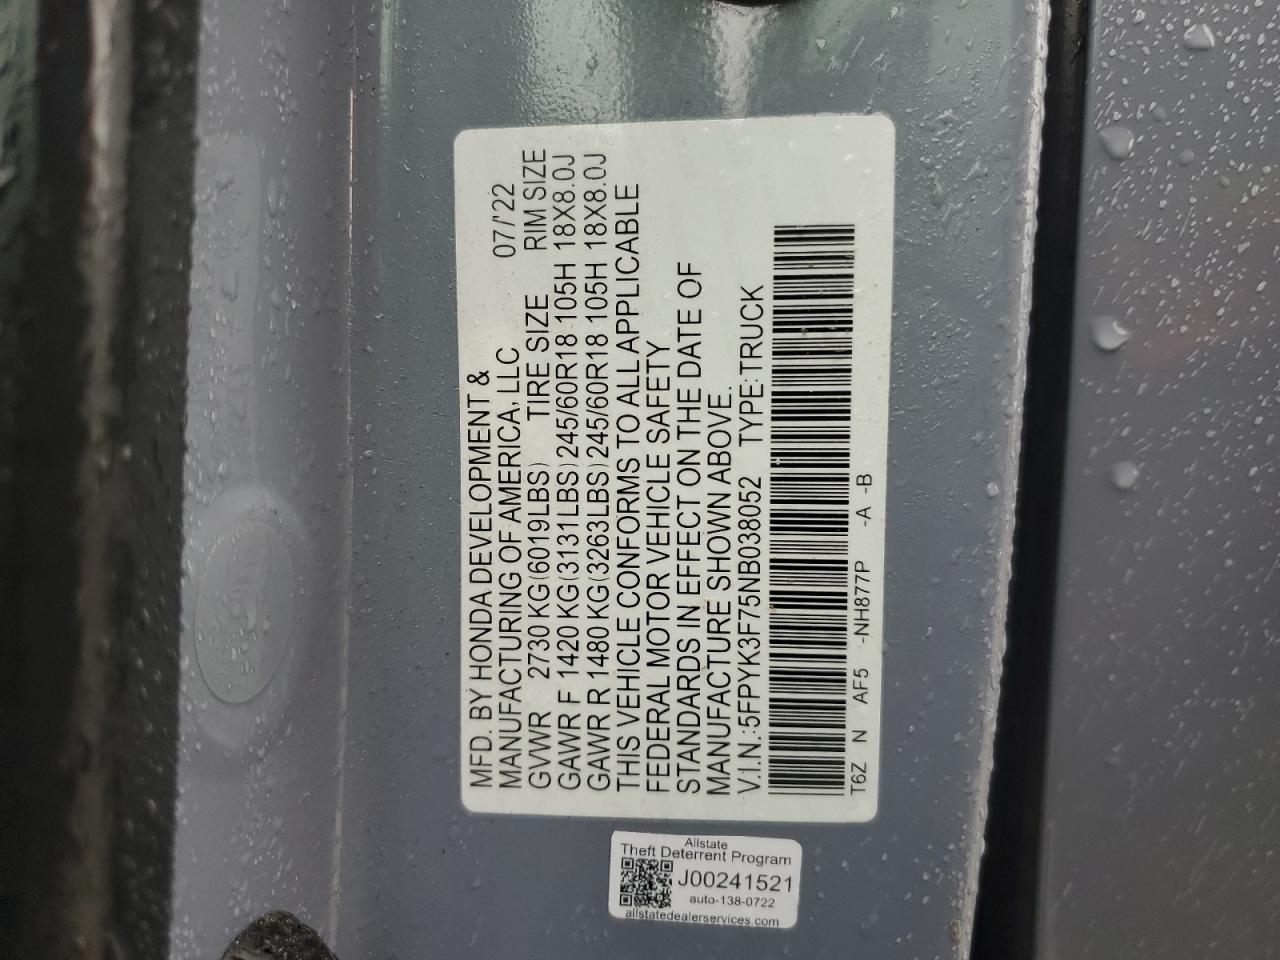 MFD. BY HONDA DEVELOPMENT &
MANUFACTURING OF AMERICA, LLC 07/'22
GVWR 2730 KG(6019LBS) TIRE SIZE RIM SIZE
GAWR F 1420 KG(3131LBS)245/60R18 105H 18X8.0J
GAWR R 1480 KG(3263LBS)245/60R18 105H 18X8.0J
THIS VEHICLE CONFORMS TO ALL APPLICABLE
FEDERAL MOTOR VEHICLE SAFETY
STANDARDS IN EFFECT ON THE DATE OF
MANUFACTURE SHOWN ABOVE.
V.I.N.:5FPYK3F75NB038052 TYPE:TRUCK
T6Z N AF5 -NH877P -A -B
Allstate
Theft Deterrent Program
J00241521
auto-138-0722
allstatedealerservices.com